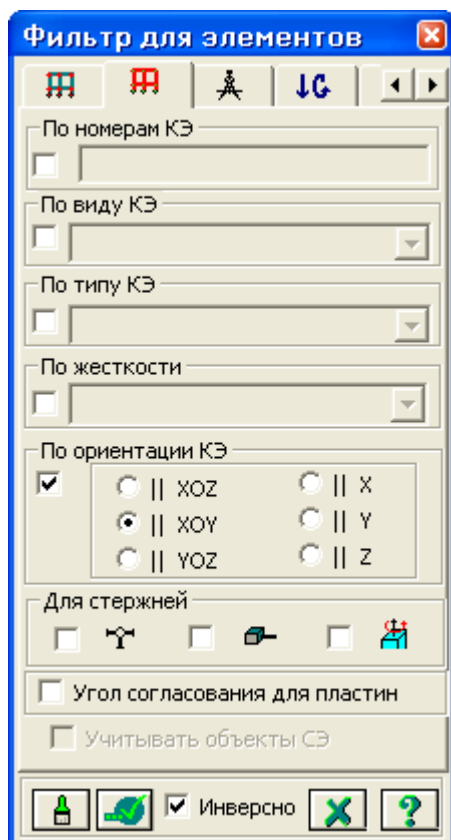 Фильтр для элементов
По номерам КЭ
По виду КЭ
По типу КЭ
По жесткости
По ориентации КЭ
|| XOZ || X
|| XOY || Y
|| YOZ || Z
Для стержней
Угол согласования для пластин
Учитывать объекты СЭ
Инверсно